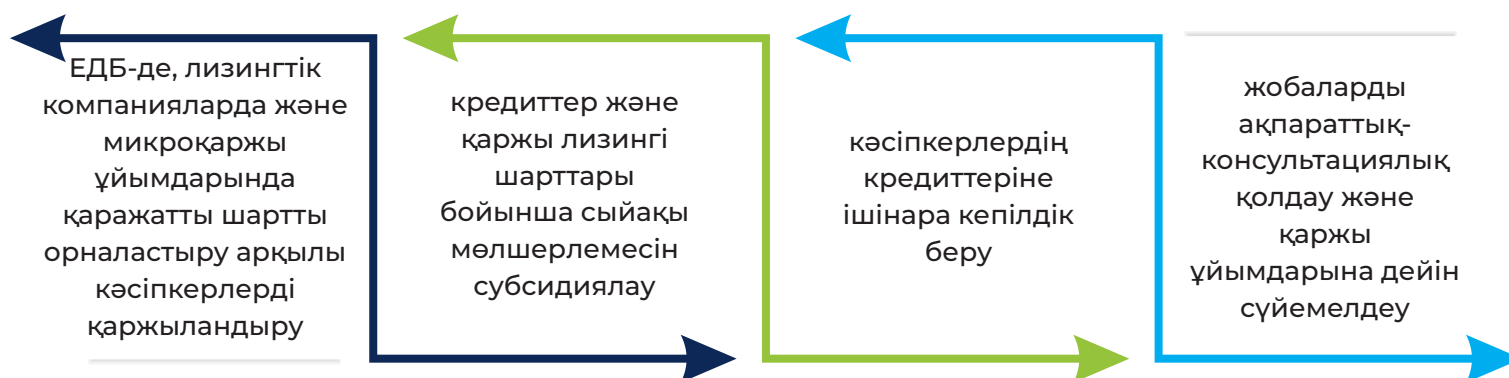 ЕДБ-де, лизингтік
компанияларда және
микроқаржы
ұйымдарында
қаражатты шартты
орналастыру арқылы
кәсіпкерлерді
қаржыландыру
кредиттер және
қаржы лизингі
шарттары
бойынша сыйақы
мөлшерлемесін
субсидиялау
кәсіпкерлердің
кредиттеріне
ішінара кепілдік
беру
жобаларды
ақпараттық-
консультациялық
қолдау және
қаржы
ұйымдарына дейін
сүйемелдеу